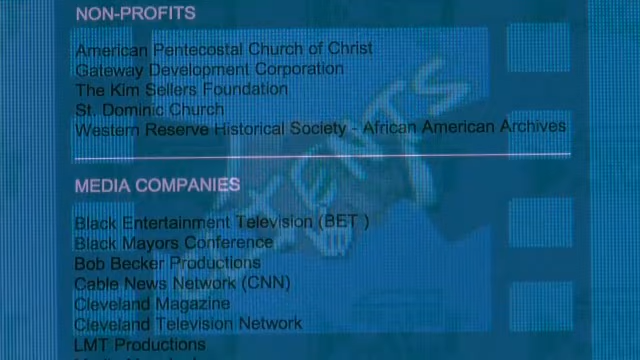 NON-PROFITS
American Pentecostal Church of Christ
Gateway Development Corporation
The Kim Sellers Foundation
St. Dominic Church
Western Reserve Historical Society - African American Archives
MEDIA COMPANIES
Black Entertainment Television (BET )
Black Mayors Conference
Bob Becker Productions
Cable News Network (CNN)
Cleveland Magazine
Cleveland Television Network
LMT Productions